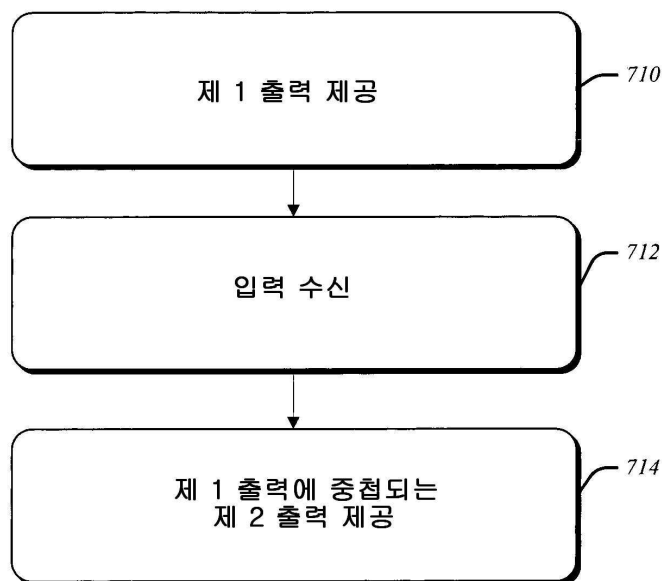 제 1 출력 제공
710
입력 수신
712
제 1 출력에 중첩되는
제 2 출력 제공
714